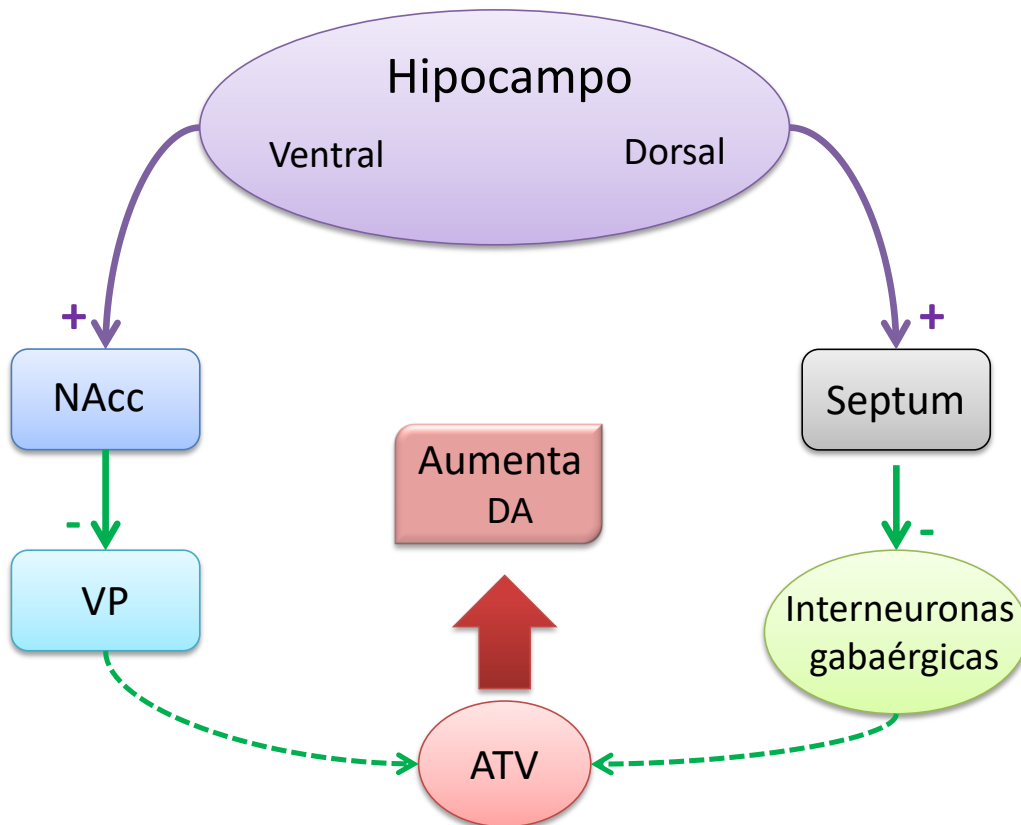 Hipocampo
Ventral
Dorsal
+
+
NAcc
Septum
Aumenta
DA
-
-
VP
Interneuronas
gabaérgicas
ATV